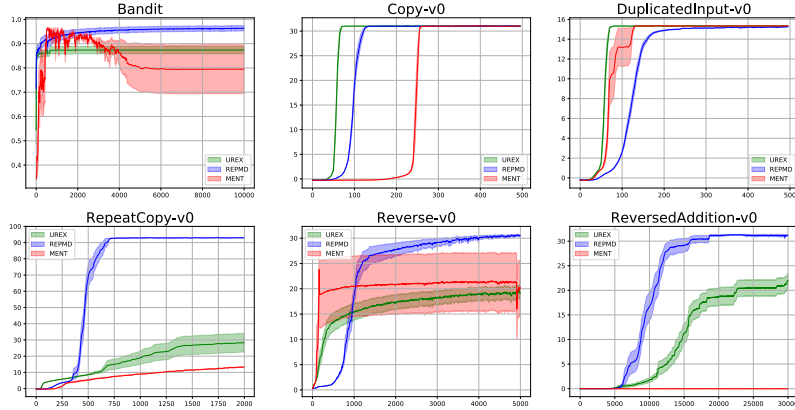 Bandit
1.0
0.9
0.8
0.7
0.6
0.5
0.4
UREX
REPMD
MENT
0 2000 4000 6000 8000 10000
Copy-v0
30
25
20
15
10
5
0
UREX
REPMD
MENT
0 100 200 300 400 500
DuplicatedInput-v0
16
14
12
10
8
6
4
2
0
UREX
REPMD
MENT
0 100 200 300 400 500
RepeatCopy-v0
100
90
80
70
60
50
40
30
20
10
0
UREX
REPMD
MENT
0 250 500 750 1000 1250 1500 1750 2000
Reverse-v0
30
25
20
15
10
5
0
UREX
REPMD
MENT
0 1000 2000 3000 4000 5000
ReversedAddition-v0
30
25
20
15
10
5
0
UREX
REPMD
MENT
0 5000 10000 15000 20000 25000 30000